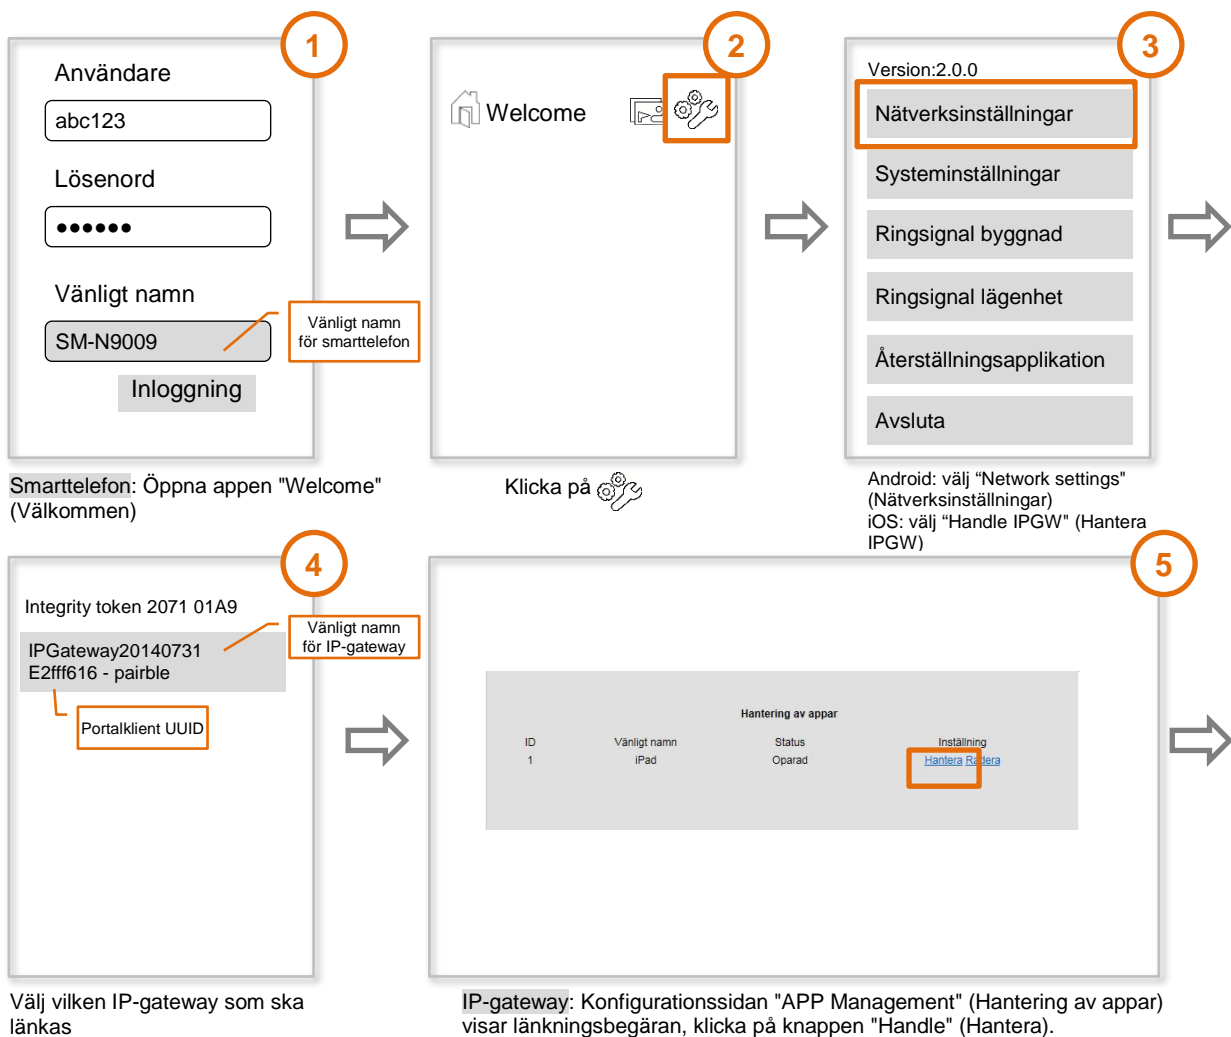 1
Användare
abc123
Lösenord
●●●●●●
Vänligt namn
SM-N9009
Vänligt namn
för smarttelefon
Inloggning
Smarttelefon: Öppna appen "Welcome"
(Välkommen)
2
Welcome
Klicka på
3
Version:2.0.0
Nätverksinställningar
Systeminställningar
Ringsignal byggnad
Ringsignal lägenhet
Återställningsapplikation
Avsluta
Android: välj “Network settings"
(Nätverksinställningar)
iOS: välj “Handle IPGW" (Hantera
IPGW)
4
Integrity token 2071 01A9
Vänligt namn
för IP-gateway
IPGateway20140731
E2fff616 - pairble
Portalklient UUID
Välj vilken IP-gateway som ska
länkas
5
Hantering av appar
ID Vänligt namn Status Inställning
1 iPad Oparad Hantera Radera
IP-gateway: Konfigurationssidan "APP Management" (Hantering av appar)
visar länkningsbegäran, klicka på knappen "Handle" (Hantera).